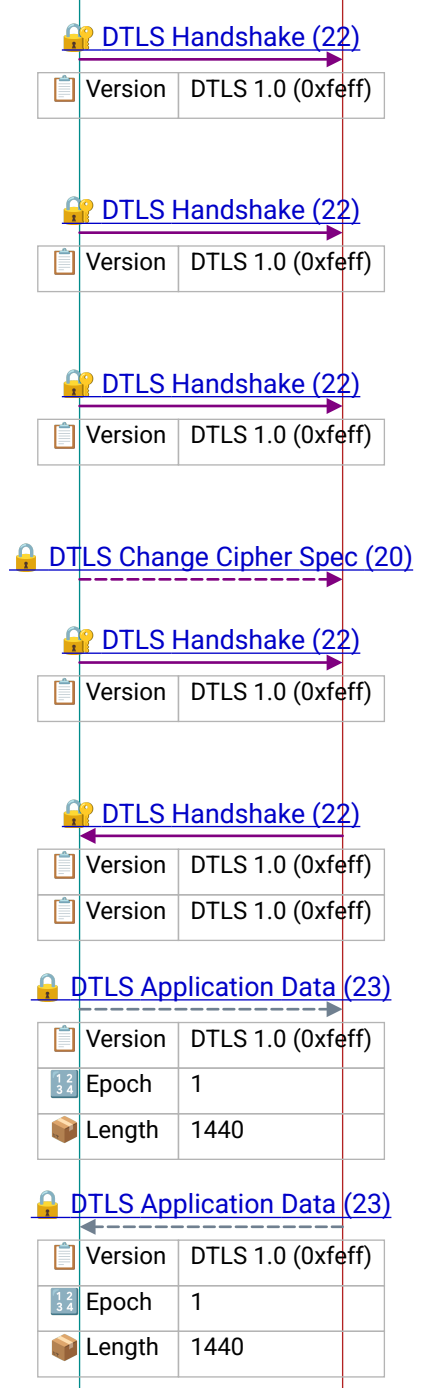 🔐 DTLS Handshake (22)
📋 Version DTLS 1.0 (0xfeff)
🔐 DTLS Handshake (22)
📋 Version DTLS 1.0 (0xfeff)
🔐 DTLS Handshake (22)
📋 Version DTLS 1.0 (0xfeff)
🔒 DTLS Change Cipher Spec (20)
🔐 DTLS Handshake (22)
📋 Version DTLS 1.0 (0xfeff)
🔐 DTLS Handshake (22)
📋 Version DTLS 1.0 (0xfeff)
📋 Version DTLS 1.0 (0xfeff)
🔒 DTLS Application Data (23)
📋 Version DTLS 1.0 (0xfeff)
🔢 Epoch 1
📦 Length 1440
🔒 DTLS Application Data (23)
📋 Version DTLS 1.0 (0xfeff)
🔢 Epoch 1
📦 Length 1440